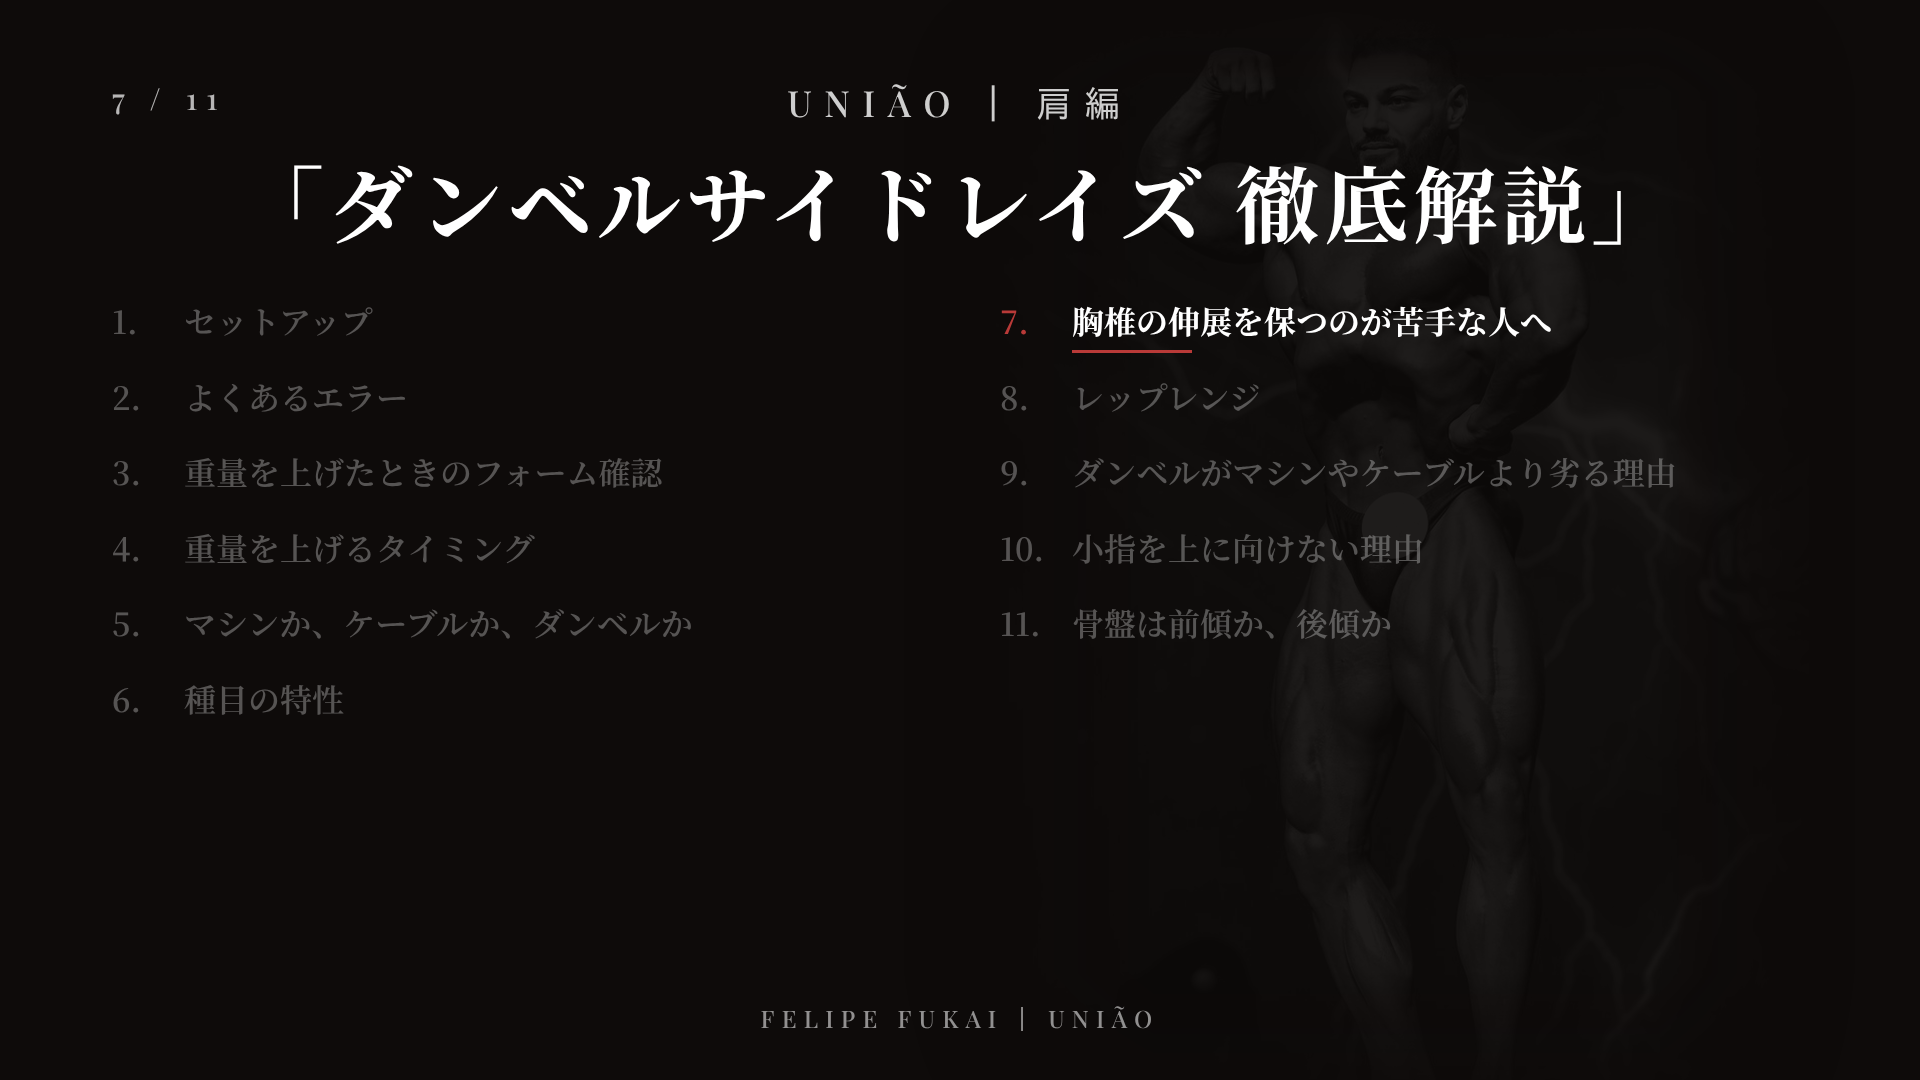 7 / 11
UNIÃO | 肩編
「ダンベルサイドレイズ 徹底解説」
1. セットアップ
2. よくあるエラー
3. 重量を上げたときのフォーム確認
4. 重量を上げるタイミング
5. マシンか、ケーブルか、ダンベルか
6. 種目の特性
7. 胸椎の伸展を保つのが苦手な人へ
8. レップレンジ
9. ダンベルがマシンやケーブルより劣る理由
10. 小指を上に向けない理由
11. 骨盤は前傾か、後傾か
FELIPE FUKAI | UNIÃO